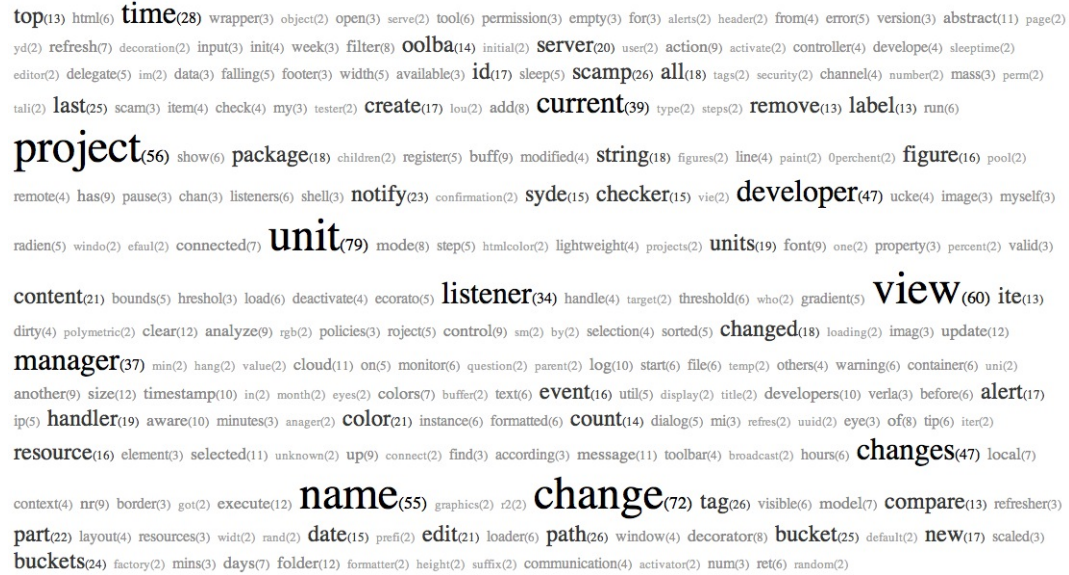 top(13) html(6) time(28) wrapper(3) object(2) open(3) serve(2) tool(6) permission(3) empty(3) for(3) alerts(2) header(2) from(4) error(5) version(3) abstract(11) page(2)
yd(2) refresh(7) decoration(2) input(3) init(4) week(3) filter(8) oolba(14) initial(2) server(20) user(2) action(9) activate(2) controller(4) develope(4) sleeptime(2)
editor(2) delegate(5) im(2) data(3) falling(5) footer(3) width(5) available(3) id(17) sleep(5) scamp(26) all(18) tags(2) security(2) channel(4) number(2) mass(3) perm(2)
tali(2) last(25) scam(3) item(4) check(4) my(3) tester(2) create(17) lou(2) add(8) current(39) type(2) steps(2) remove(13) label(13) run(6)
project(56) show(6) package(18) children(2) register(5) buff(9) modified(4) string(18) figures(2) line(4) paint(2) 0percent(2) figure(16) pool(2)
remote(4) has(9) pause(3) chan(3) listeners(6) shell(3) notify(23) confirmation(2) syde(15) checker(15) vie(2) developer(47) ucke(4) image(3) myself(3)
radien(5) windo(2) efaul(2) connected(7) unit(79) mode(8) step(5) htmlcolor(2) lightweight(4) projects(2) units(19) font(9) one(2) property(3) percent(2) valid(3)
content(21) bounds(5) hreshol(3) load(6) deactivate(4) ecorato(5) listener(34) handle(4) target(2) threshold(6) who(2) gradient(5) view(60) ite(13)
dirty(4) polymetric(2) clear(12) analyze(9) rgb(2) policies(3) roject(5) control(9) sm(2) by(2) selection(4) sorted(5) changed(18) loading(2) imag(3) update(12)
manager(37) min(2) hang(2) value(2) cloud(11) on(5) monitor(6) question(2) parent(2) log(10) start(6) file(6) temp(2) others(4) warning(6) container(6) uni(2)
another(9) size(12) timestamp(10) in(2) month(2) eyes(2) colors(7) buffer(2) text(6) event(16) util(5) display(2) title(2) developers(10) verla(3) before(6) alert(17)
ip(5) handler(19) aware(10) minutes(3) anager(2) color(21) instance(6) formatted(6) count(14) dialog(5) mi(3) refres(2) uuid(2) eye(3) of(8) tip(6) iter(2)
resource(16) element(3) selected(11) unknown(2) up(9) connect(2) find(3) according(3) message(11) toolbar(4) broadcast(2) hours(6) changes(47) local(7)
context(4) nr(9) border(3) got(2) execute(12) name(55) graphics(2) r2(2) change(72) tag(26) visible(6) model(7) compare(13) refresher(3)
part(22) layout(4) resources(3) widt(2) rand(2) date(15) prefi(2) edit(21) loader(6) path(26) window(4) decorator(8) bucket(25) default(2) new(17) scaled(3)
buckets(24) factory(2) mins(3) days(7) folder(12) formatter(2) height(2) suffix(2) communication(4) activator(2) num(3) ret(6) random(2)